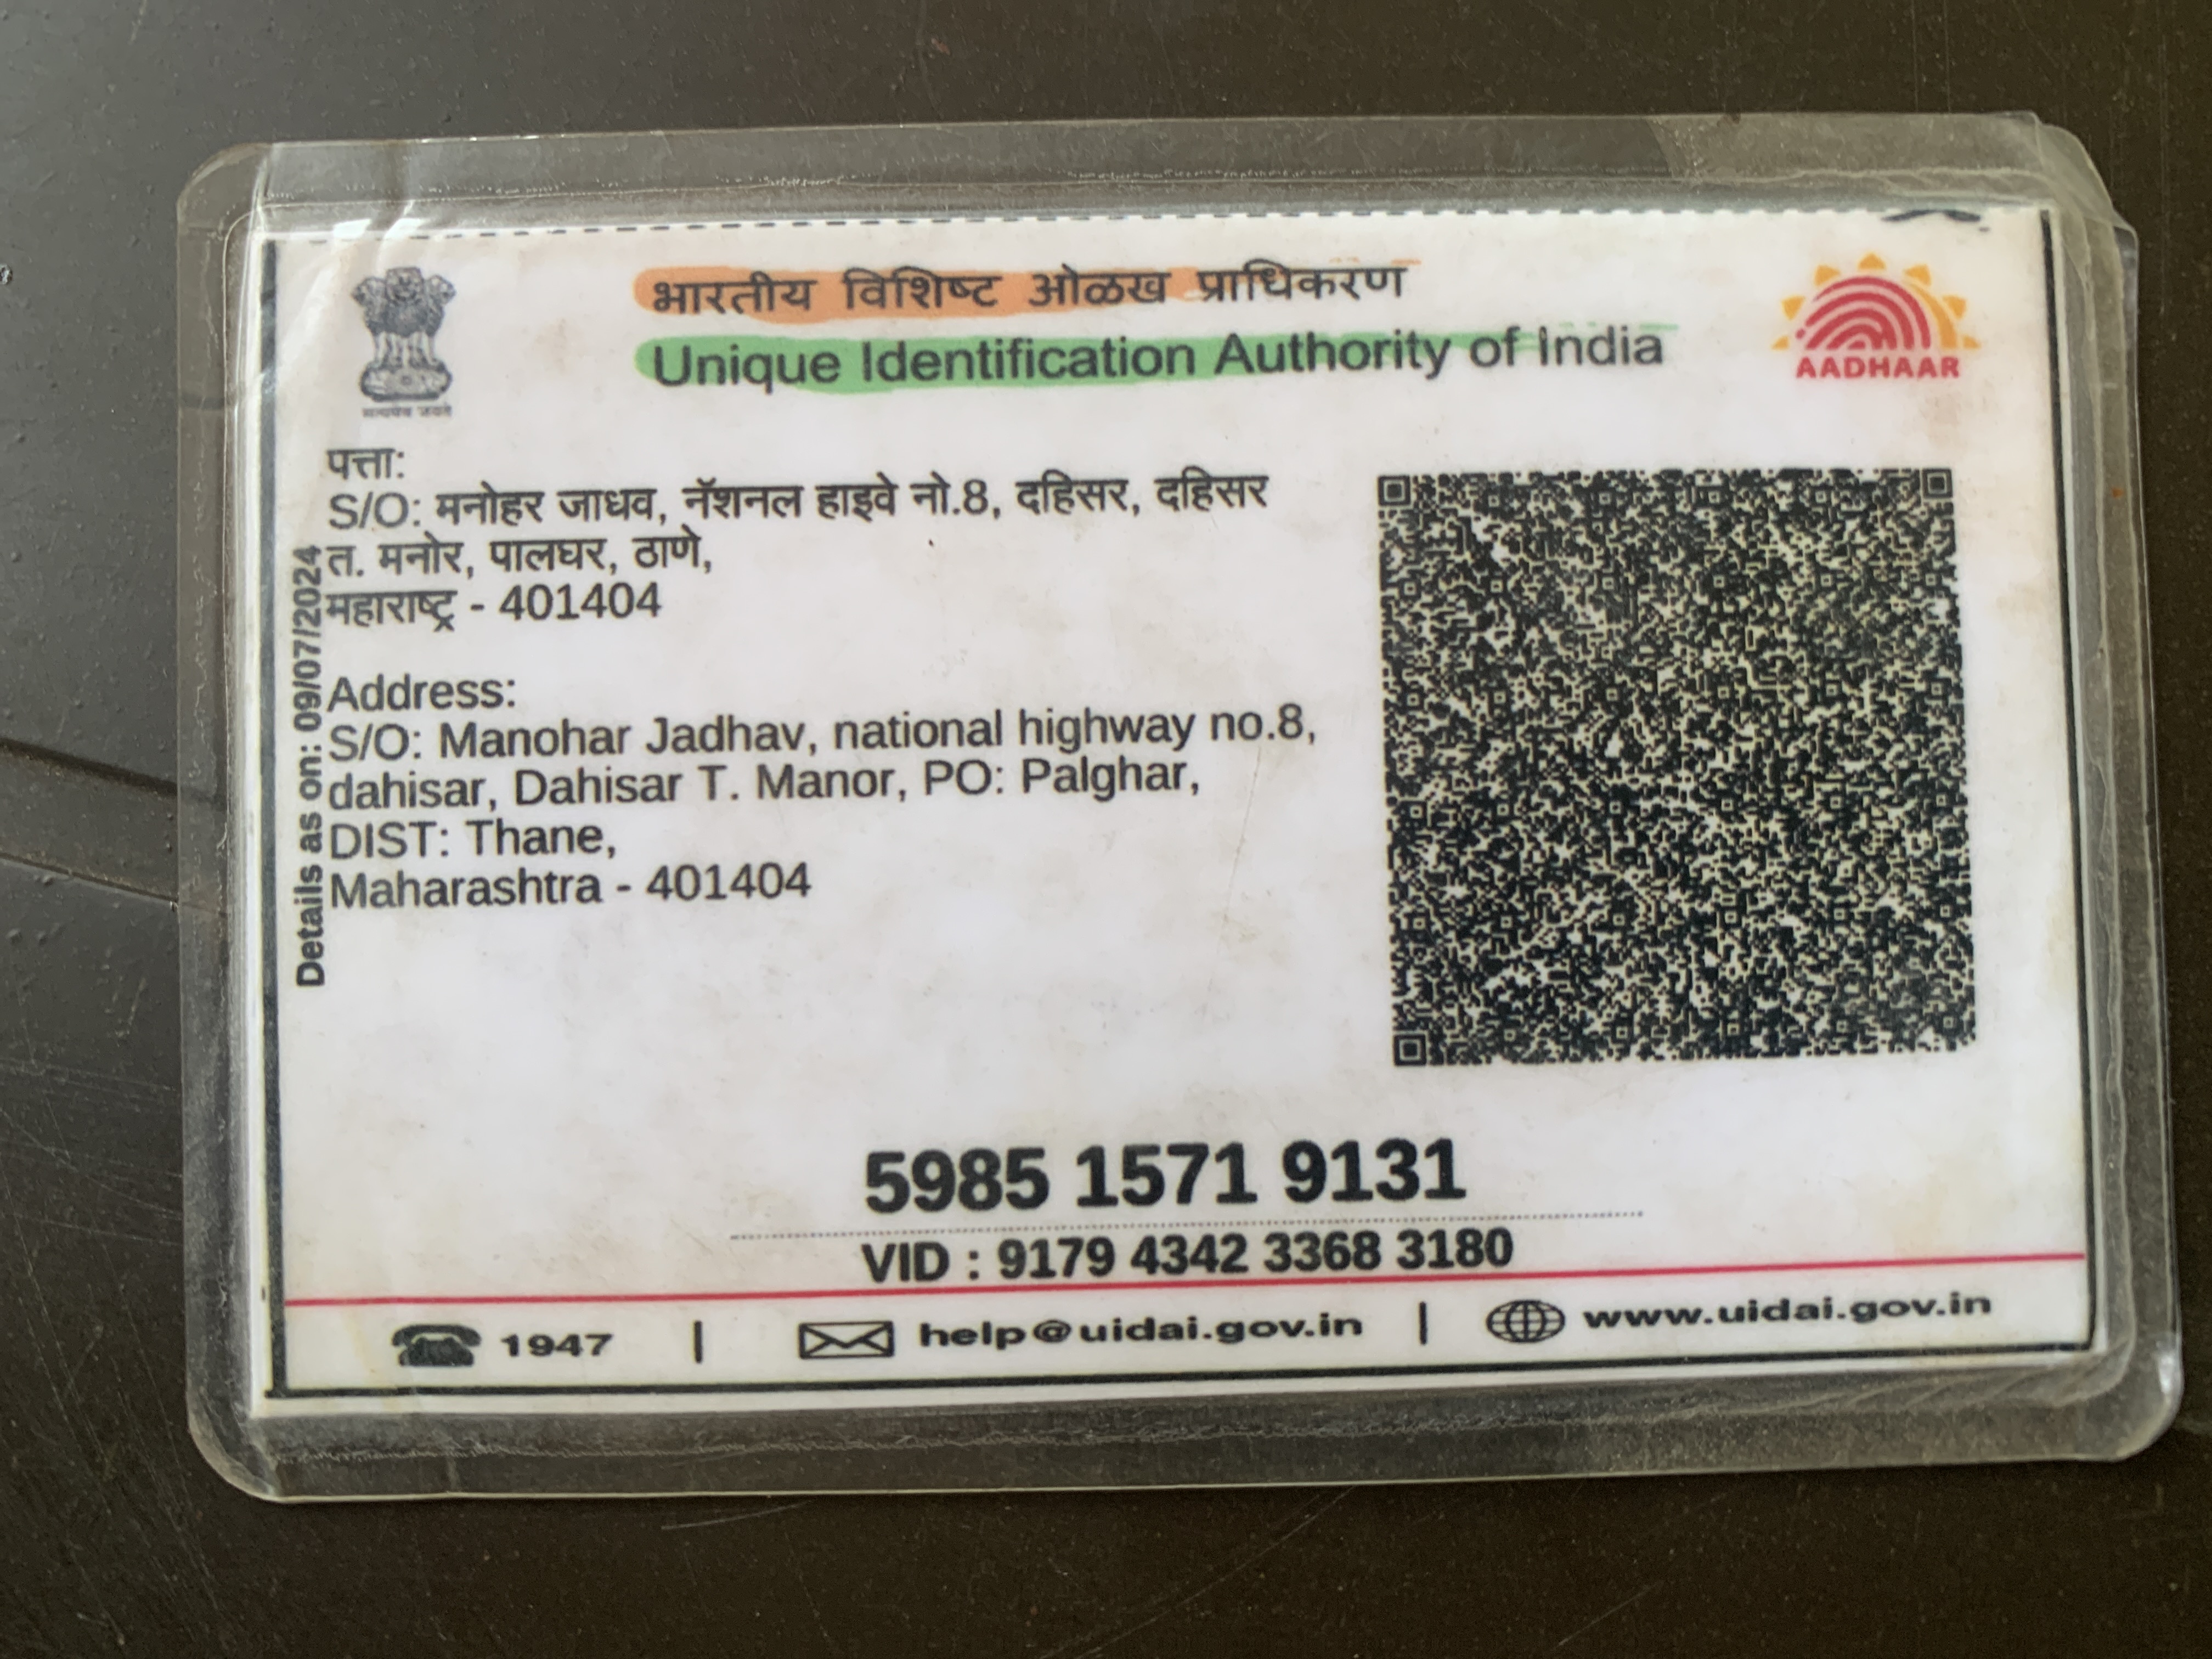 भारतीय विशिष्ट ओळख प्राधिकरण
Unique Identification Authority of India
AADHAAR
सत्यमेव जयते
पत्ता:
S/O: मनोहर जाधव, नॅशनल हाइवे नो.8, दहिसर, दहिसर
त. मनोर, पालघर, ठाणे,
महाराष्ट्र - 401404
Address:
S/O: Manohar Jadhav, national highway no.8,
dahisar, Dahisar T. Manor, PO: Palghar,
DIST: Thane,
Maharashtra - 401404
Details as on: 09/07/2024
5985 1571 9131
VID : 9179 4342 3368 3180
1947 | help@uidai.gov.in | www.uidai.gov.in